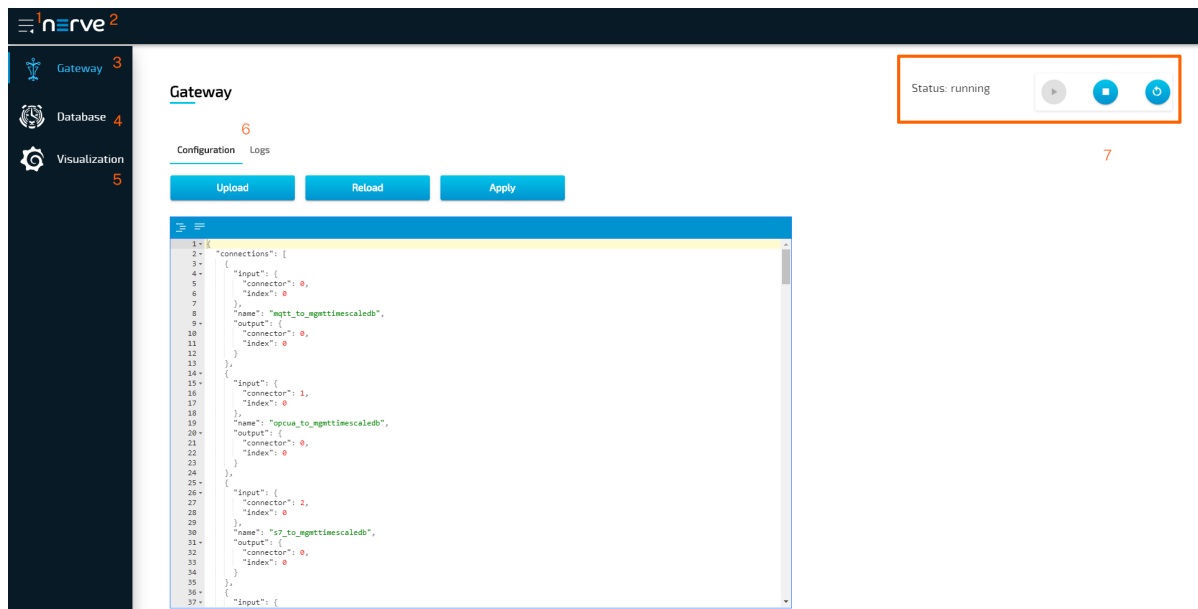 1 nerve 2
Gateway 3
Database 4
Visualization
5
Gateway
Status: running
7
6
Configuration Logs
Upload Reload Apply
1 {
2 "connections": [
3 {
4 "input": {
5 "connector": 0,
6 "index": 0
7 },
8 "name": "mqtt_to_mgmttimescaledb",
9 "output": {
10 "connector": 0,
11 "index": 0
12 }
13 },
14 {
15 "input": {
16 "connector": 1,
17 "index": 0
18 },
19 "name": "opcua_to_mgmttimescaledb",
20 "output": {
21 "connector": 0,
22 "index": 0
23 }
24 },
25 {
26 "input": {
27 "connector": 2,
28 "index": 0
29 },
30 "name": "s7_to_mgmttimescaledb",
31 "output": {
32 "connector": 0,
33 "index": 0
34 }
35 },
36 {
37 "input": {